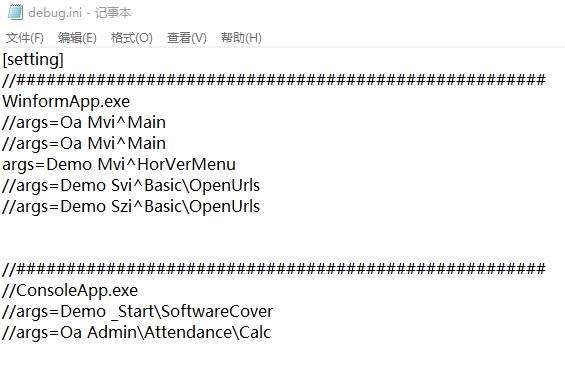 debug.ini - 记事本
文件(F) 编辑(E) 格式(O) 查看(V) 帮助(H)
[setting]
//####################################################
WinformApp.exe
//args=Oa Mvi^Main
//args=Oa Mvi^Main
args=Demo Mvi^HorVerMenu
//args=Demo Svi^Basic\OpenUrls
//args=Demo Szi^Basic\OpenUrls
//####################################################
//ConsoleApp.exe
//args=Demo _Start\SoftwareCover
//args=Oa Admin\Attendance\Calc